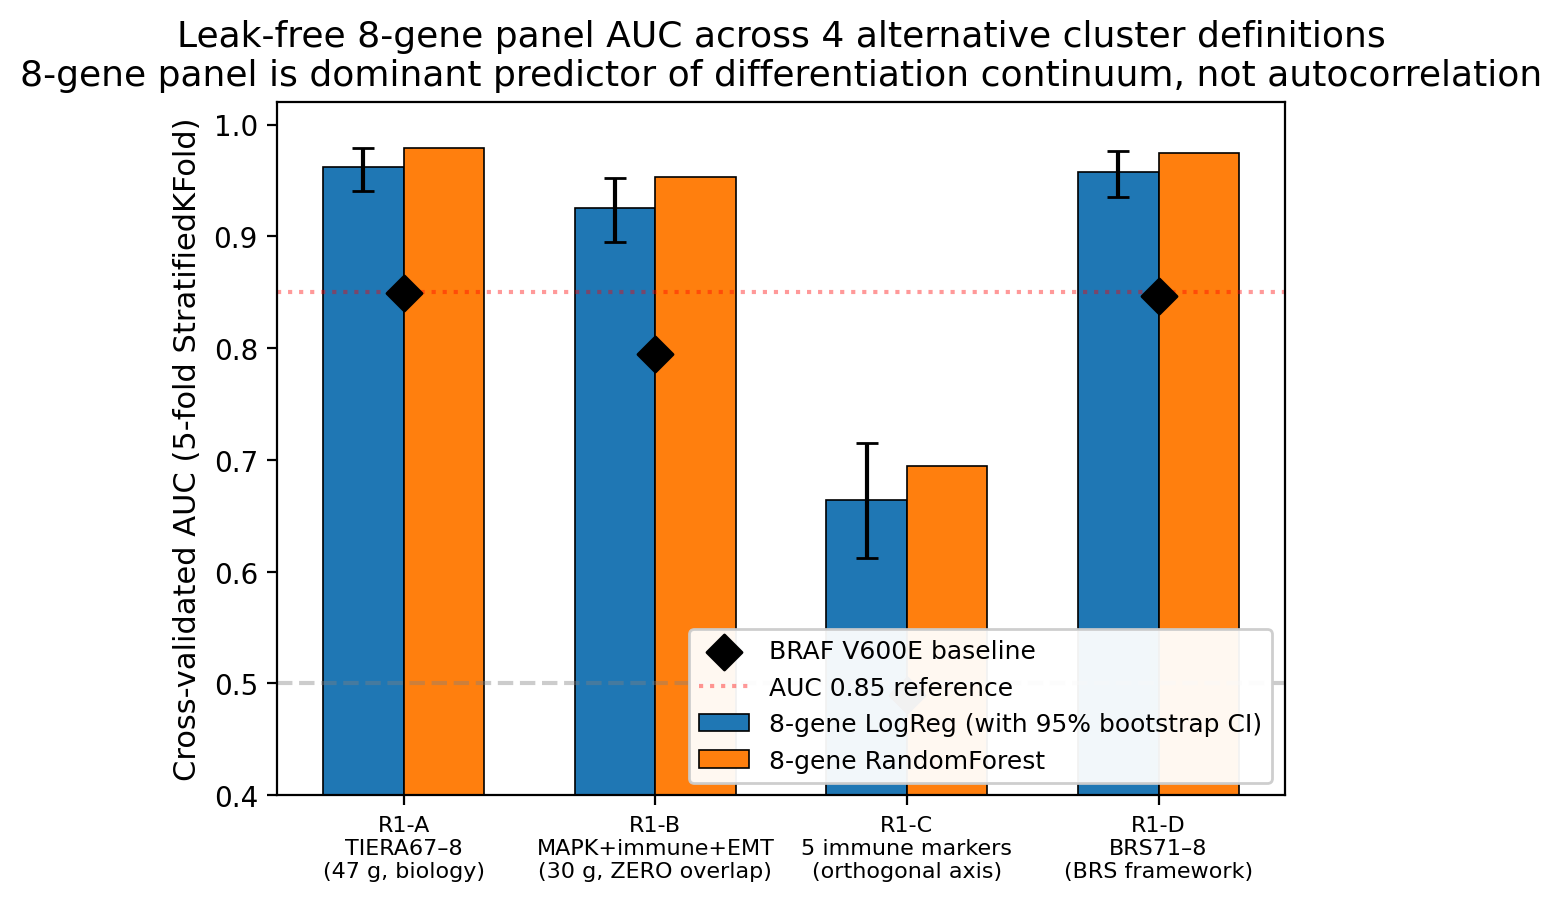 Leak-free 8-gene panel AUC across 4 alternative cluster definitions
8-gene panel is dominant predictor of differentiation continuum, not autocorrelation
Cross-validated AUC (5-fold StratifiedKFold)
1.0
0.9
0.8
0.7
0.6
0.5
0.4
BRAF V600E baseline
AUC 0.85 reference
8-gene LogReg (with 95% bootstrap CI)
8-gene RandomForest
R1-A
TIERA67–8
(47 g, biology)
R1-B
MAPK+immune+EMT
(30 g, ZERO overlap)
R1-C
5 immune markers
(orthogonal axis)
R1-D
BRS71–8
(BRS framework)